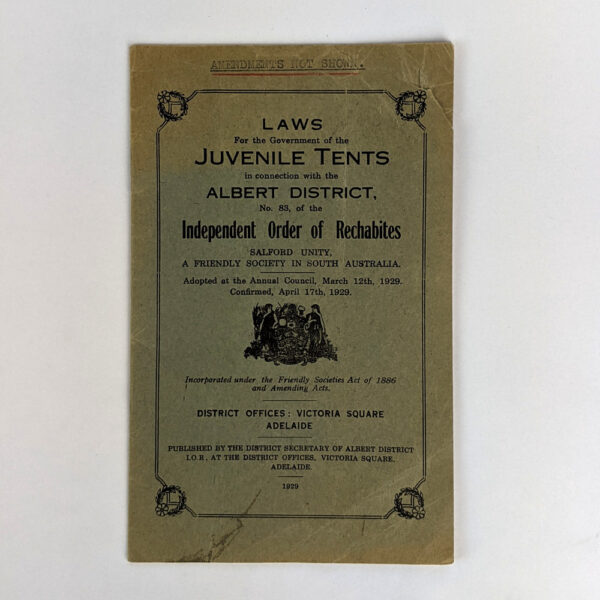 AMENDMENTS NOT SHOWN.
LAWS
For the Government of the
JUVENILE TENTS
in connection with the
ALBERT DISTRICT,
No. 83, of the
Independent Order of Rechabites
SALFORD UNITY,
A FRIENDLY SOCIETY IN SOUTH AUSTRALIA.
Adopted at the Annual Council, March 12th, 1929.
Confirmed, April 17th, 1929.
Incorporated under the Friendly Societies Act of 1886
and Amending Acts.
DISTRICT OFFICES: VICTORIA SQUARE
ADELAIDE
PUBLISHED BY THE DISTRICT SECRETARY OF ALBERT DISTRICT
I.O.R., AT THE DISTRICT OFFICES, VICTORIA SQUARE,
ADELAIDE.
1929